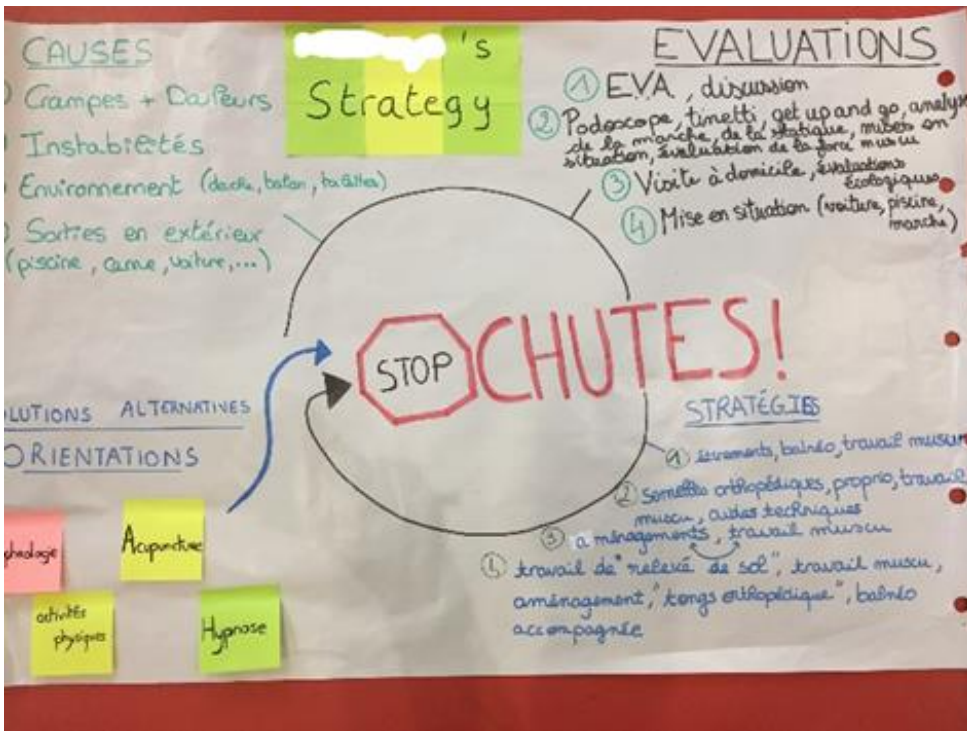 CAUSES
Crampes + Douleurs
Instabilités
Environnement (douche, balcon, toilettes)
Sorties en extérieur
(piscine, canne, voiture, ...)
's
Strategy
EVALUATIONS
① EVA, discussion
② Podoscope, tinetti, get up and go, analyse
de la marche, de la statique, mises en
situation, évaluation de la force muscu
③ Visite à domicile, évaluations
écologiques
④ Mise en situation (voiture, piscine,
marche)
STOP CHUTES!
LUTIONS ALTERNATIVES
ORIENTATIONS
Acupuncture
activités
physiques
Hypnose
STRATÉGIES
① étirements, balnéo, travail muscu
② semelles orthopédiques, proprio, travail
muscu, aides techniques
③ aménagements, travail muscu
④ travail de "relevé de sol", travail muscu,
aménagement, "tongs orthopédique", balnéo
accompagnée